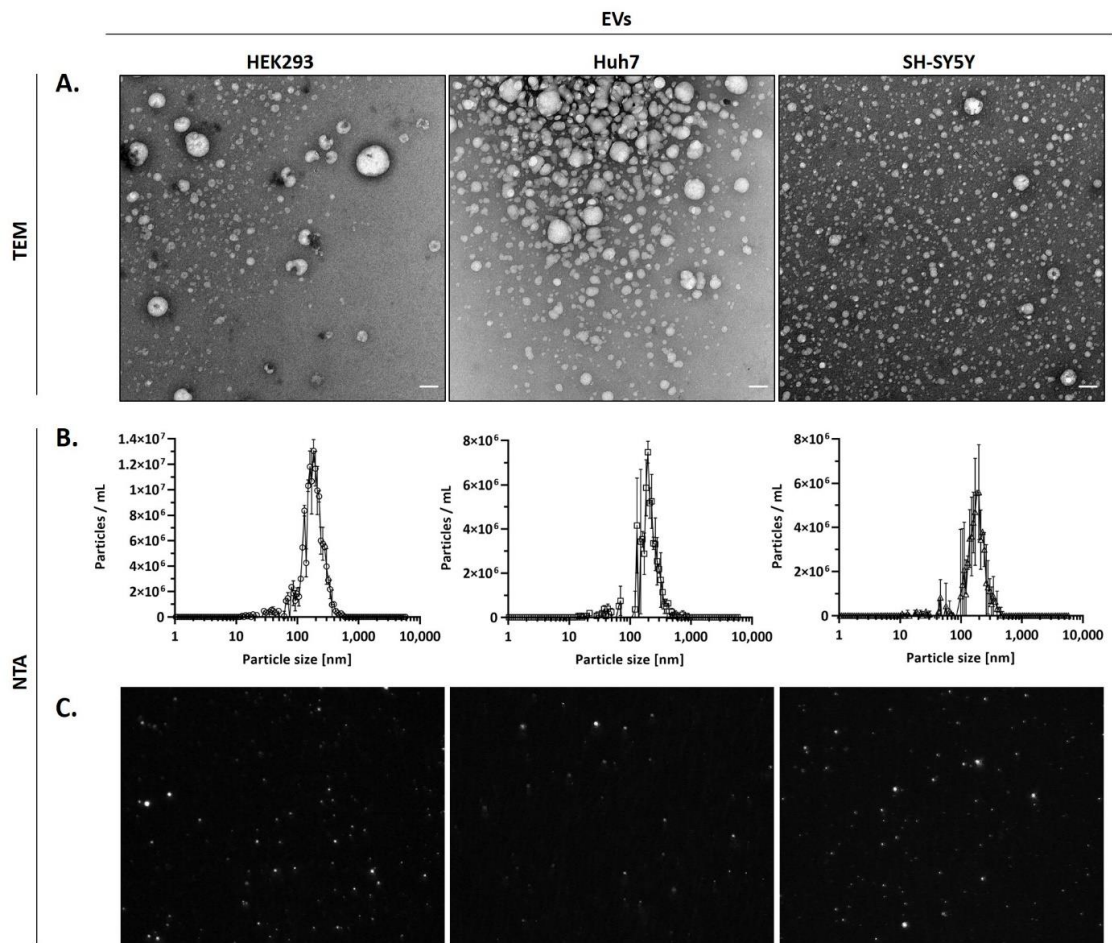 EVs
HEK293 Huh7 SH-SY5Y
TEM
A.
NTA
B.
Particles / mL
1.4×10⁷
1.2×10⁷
1.0×10⁷
8×10⁶
6×10⁶
4×10⁶
2×10⁶
0
1 10 100 1,000 10,000
Particle size [nm]
Particles / mL
8×10⁶
6×10⁶
4×10⁶
2×10⁶
0
1 10 100 1,000 10,000
Particle size [nm]
Particles / mL
8×10⁶
6×10⁶
4×10⁶
2×10⁶
0
1 10 100 1,000 10,000
Particle size [nm]
C.